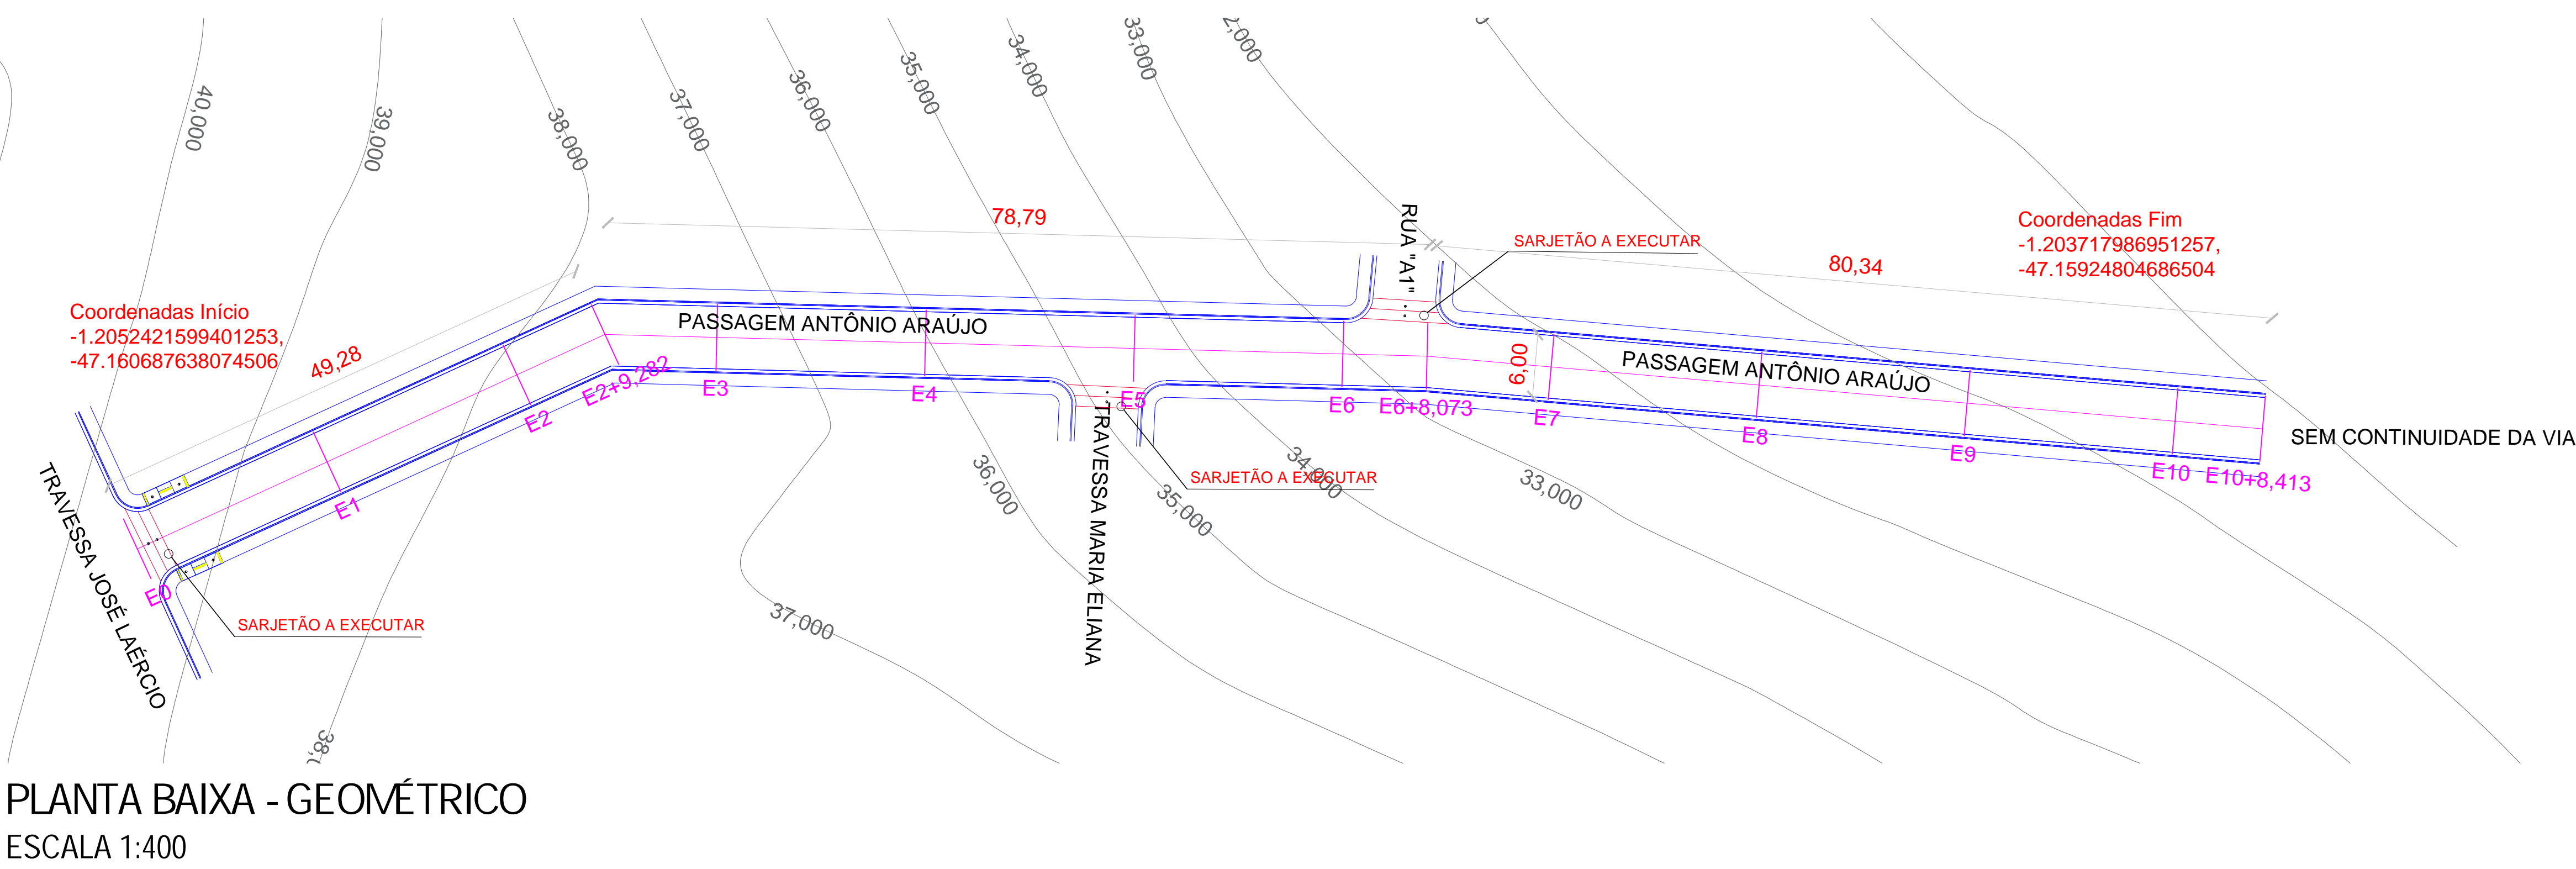 40,000
39,000
38,000
37,000
36,000
35,000
34,000
33,000
2,000
78,79
RUA "A1"
SARJETÃO A EXECUTAR
80,34
Coordenadas Fim
-1.203717986951257,
-47.15924804686504
Coordenadas Início
-1.2052421599401253,
-47.160687638074506
49,28
PASSAGEM ANTÔNIO ARAÚJO
6,00
PASSAGEM ANTÔNIO ARAÚJO
E0
E1
E2
E2+9,282
E3
E4
E5
E6
E6+8,073
E7
E8
E9
E10
E10+8,413
SEM CONTINUIDADE DA VIA
TRAVESSA JOSÉ LAÉRCIO
TRAVESSA MARIA ELIANA
SARJETÃO A EXECUTAR
SARJETÃO A EXECUTAR
36,000
35,000
34,000
33,000
37,000
PLANTA BAIXA - GEOMÉTRICO
ESCALA 1:400